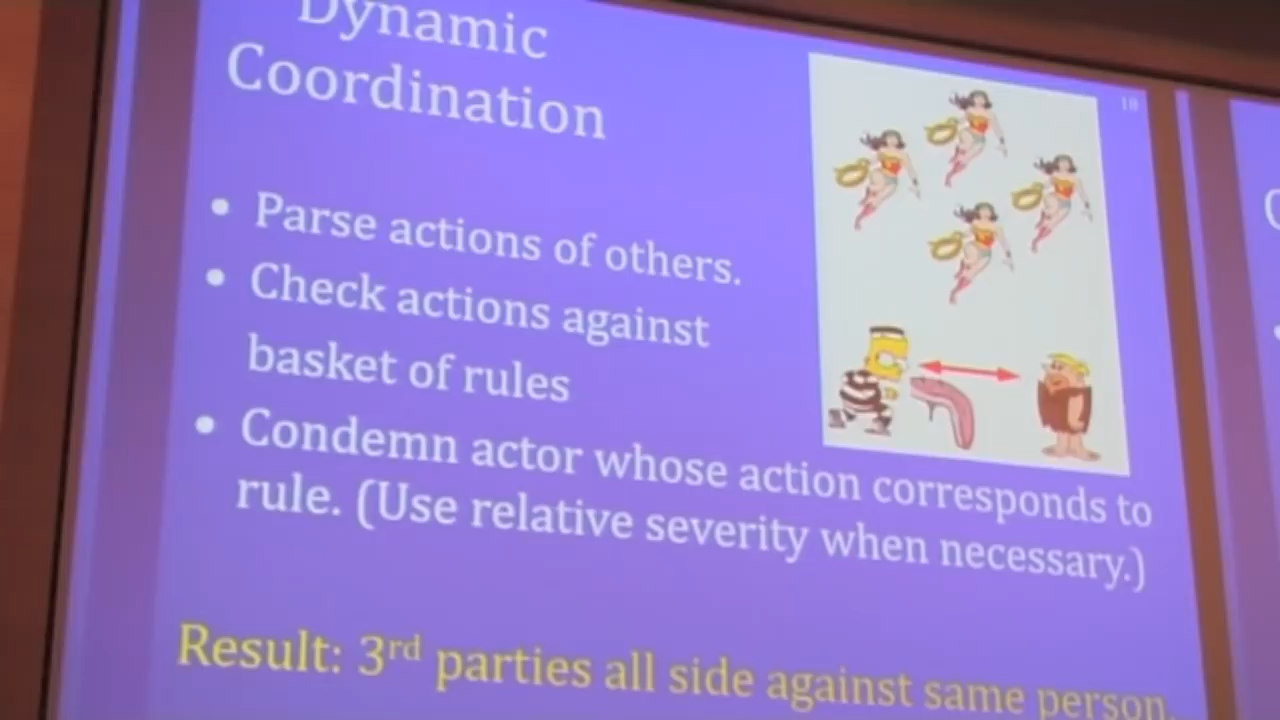 Dynamic
Coordination
18
• Parse actions of others.
• Check actions against
basket of rules
• Condemn actor whose action corresponds to
rule. (Use relative severity when necessary.)
Result: 3rd parties all side against same person.